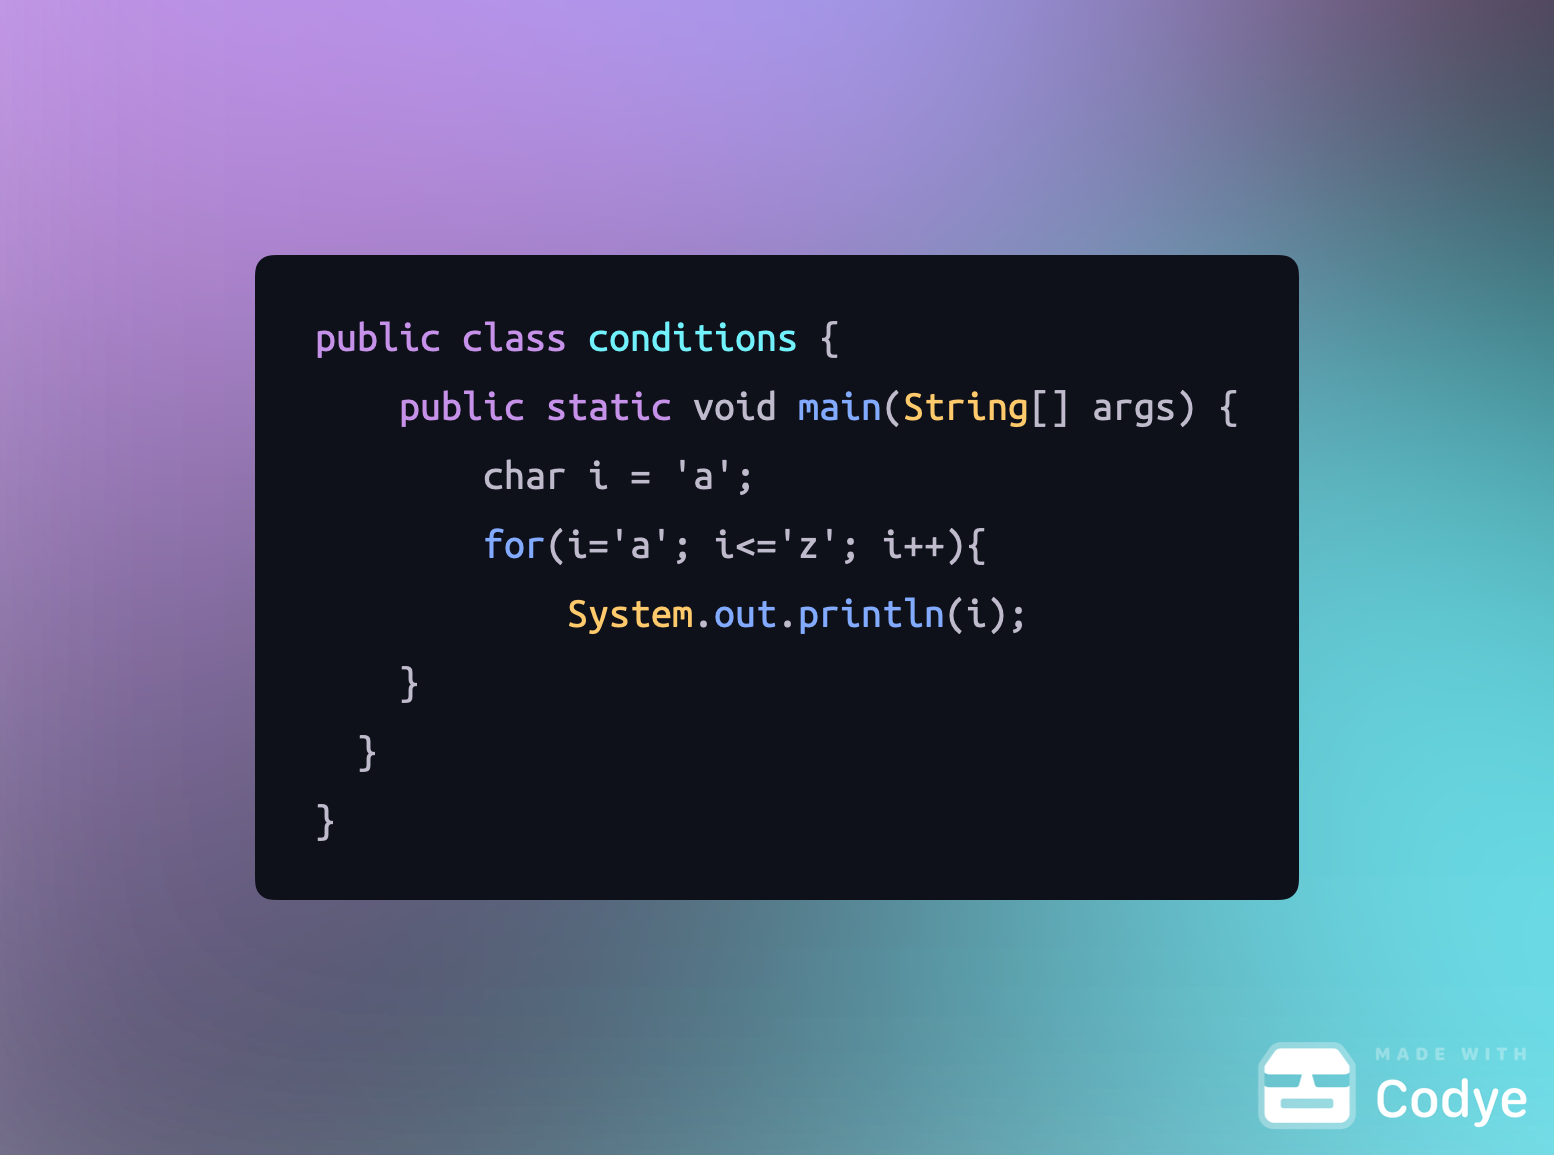 public class conditions {
    public static void main(String[] args) {
        char i = 'a';
        for(i='a'; i<='z'; i++){
            System.out.println(i);
    }
  }
}
MADE WITH
Codye